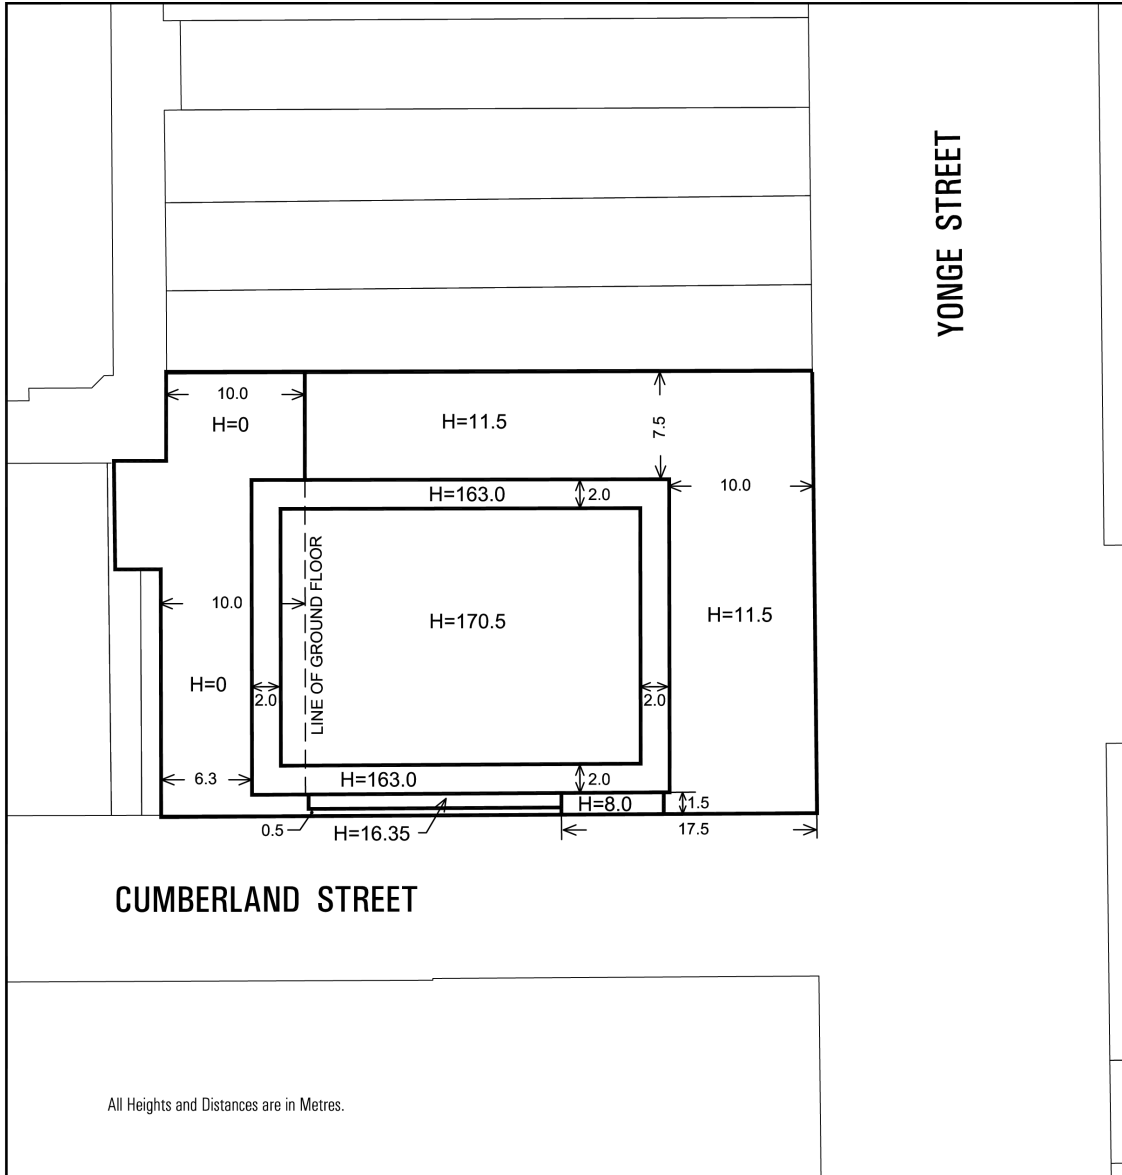 YONGE STREET
10.0
H=0
H=11.5
7.5
H=163.0
2.0
10.0
LINE OF GROUND FLOOR
10.0
H=170.5
H=11.5
H=0
2.0
2.0
6.3
H=163.0
2.0
H=8.0
1.5
0.5
H=16.35
17.5
CUMBERLAND STREET
All Heights and Distances are in Metres.